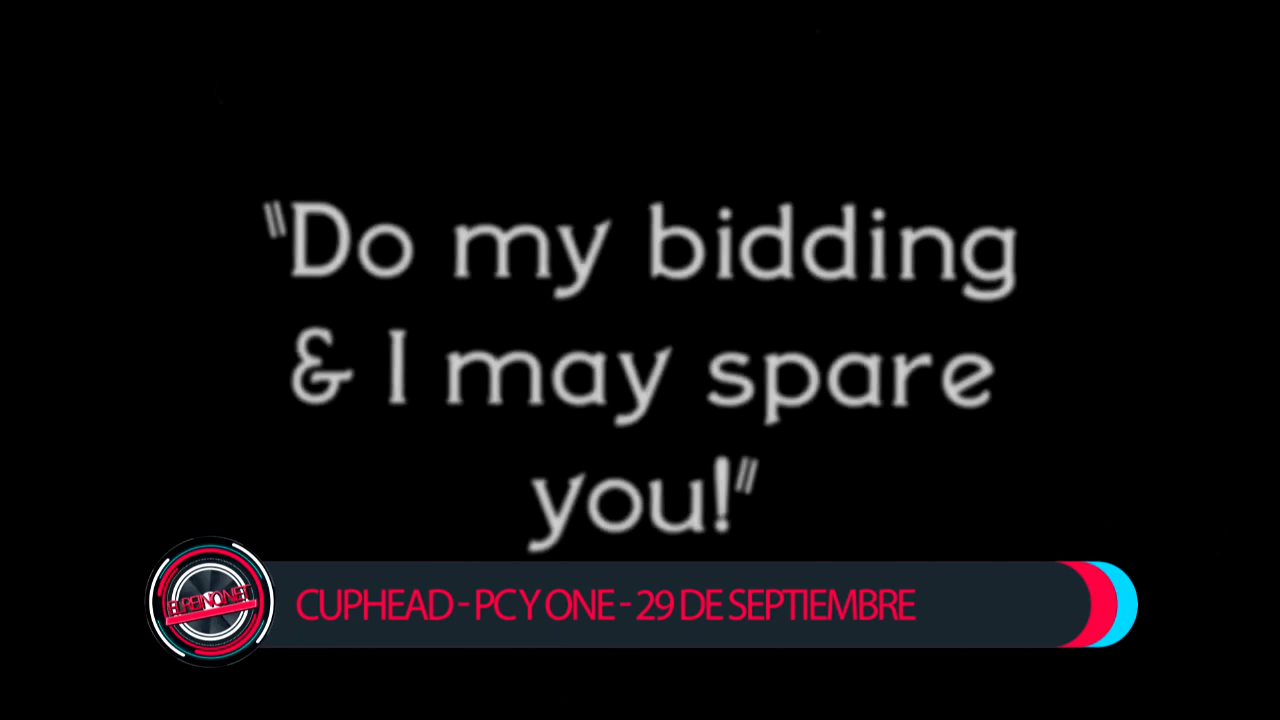 "Do my bidding
& I may spare
you!"
ELREINO.NET
CUPHEAD - PC Y ONE - 29 DE SEPTIEMBRE